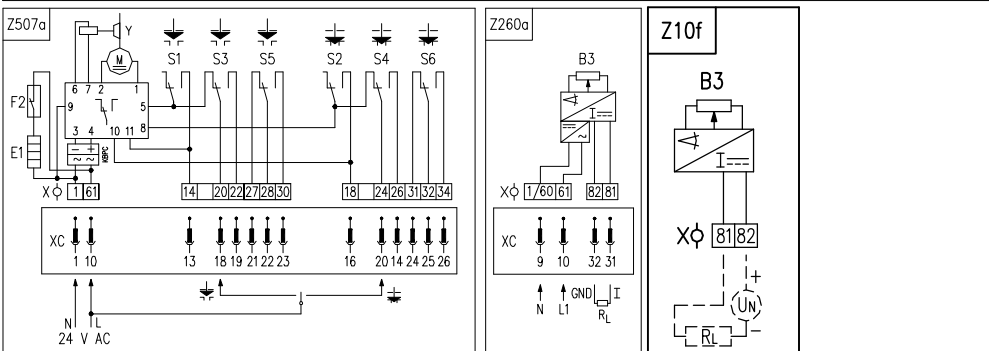 Z507a
Y
M
S1 S3 S5 S2 S4 S6
6 7 2 1
9 5
8
3 4 10 11
F2
E1
KBPC
X 1 61 14 20 22 27 28 30 18 24 26 31 32 34
XC
1 10 13 18 19 21 22 23 16 20 14 24 25 26
N L
24 V AC
Z260a
B3
I
X 1/60 61 82 81
XC
9 10 32 31
N L1 GND I
RL
Z10f
B3
I
X 81 82
+
UN
−
RL